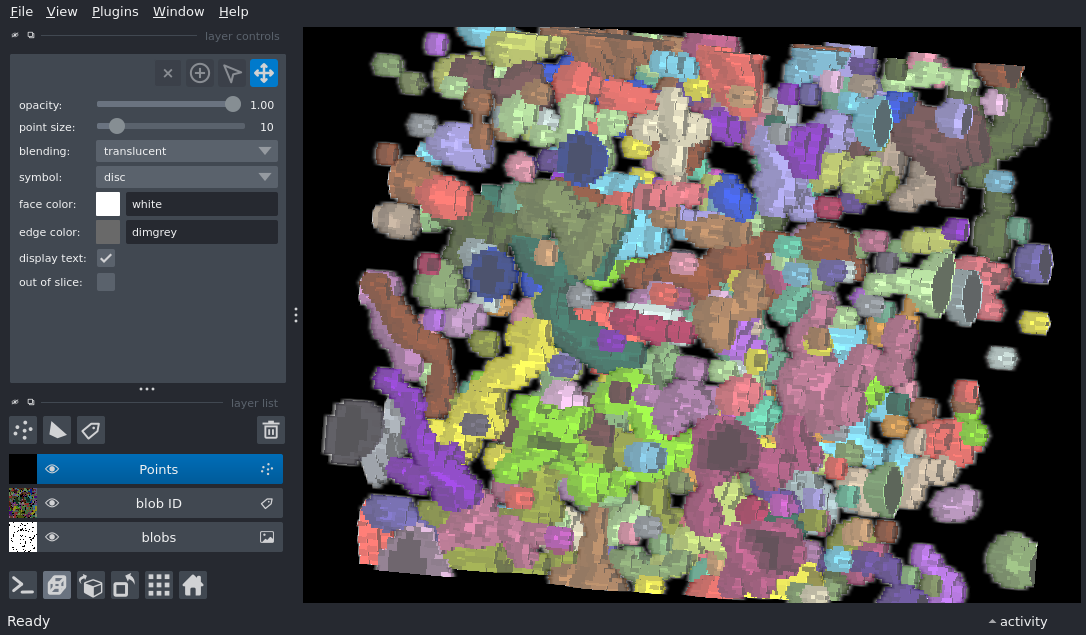 File View Plugins Window Help
layer controls
opacity: 1.00
point size: 10
blending: translucent
symbol: disc
face color: white
edge color: dimgrey
display text:
out of slice:
layer list
Points
blob ID
blobs
Ready
activity